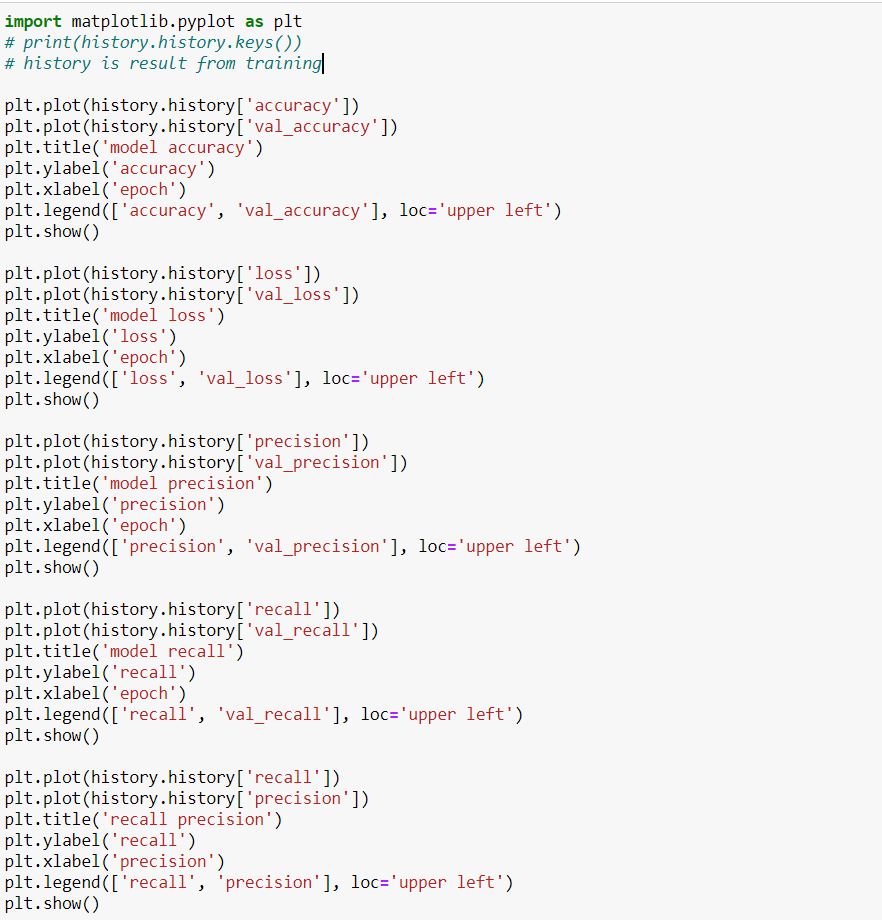 import matplotlib.pyplot as plt
# print(history.history.keys())
# history is result from training
plt.plot(history.history['accuracy'])
plt.plot(history.history['val_accuracy'])
plt.title('model accuracy')
plt.ylabel('accuracy')
plt.xlabel('epoch')
plt.legend(['accuracy', 'val_accuracy'], loc='upper left')
plt.show()
plt.plot(history.history['loss'])
plt.plot(history.history['val_loss'])
plt.title('model loss')
plt.ylabel('loss')
plt.xlabel('epoch')
plt.legend(['loss', 'val_loss'], loc='upper left')
plt.show()
plt.plot(history.history['precision'])
plt.plot(history.history['val_precision'])
plt.title('model precision')
plt.ylabel('precision')
plt.xlabel('epoch')
plt.legend(['precision', 'val_precision'], loc='upper left')
plt.show()
plt.plot(history.history['recall'])
plt.plot(history.history['val_recall'])
plt.title('model recall')
plt.ylabel('recall')
plt.xlabel('epoch')
plt.legend(['recall', 'val_recall'], loc='upper left')
plt.show()
plt.plot(history.history['recall'])
plt.plot(history.history['precision'])
plt.title('recall precision')
plt.ylabel('recall')
plt.xlabel('precision')
plt.legend(['recall', 'precision'], loc='upper left')
plt.show()